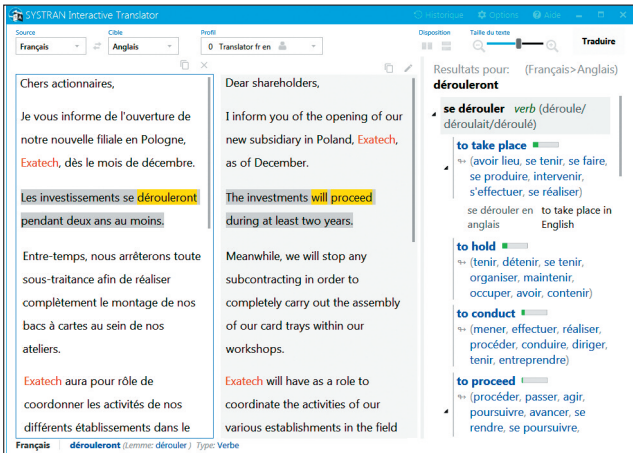 SYSTRAN Interactive Translator
Historique Options Aide
Source Cible Profil Disposition Taille du texte
Français Anglais 0 Translator fr en Traduire
Chers actionnaires,
Je vous informe de l'ouverture de
notre nouvelle filiale en Pologne,
Exatech, dès le mois de décembre.
Les investissements se dérouleront
pendant deux ans au moins.
Entre-temps, nous arrêterons toute
sous-traitance afin de réaliser
complètement le montage de nos
bacs à cartes au sein de nos
ateliers.
Exatech aura pour rôle de
coordonner les activités de nos
différents établissements dans le
Dear shareholders,
I inform you of the opening of our
new subsidiary in Poland, Exatech,
as of December.
The investments will proceed
during at least two years.
Meanwhile, we will stop any
subcontracting in order to
completely carry out the assembly
of our card trays within our
workshops.
Exatech will have as a role to
coordinate the activities of our
various establishments in the field
Resultats pour: (Français>Anglais)
dérouleront
se dérouler verb (déroule/
déroulait/déroulé)
to take place
(avoir lieu, se tenir, se faire,
se produire, intervenir,
s'effectuer, se réaliser)
se dérouler en to take place in
anglais English
to hold
(tenir, détenir, se tenir,
organiser, maintenir,
occuper, avoir, contenir)
to conduct
(mener, effectuer, réaliser,
procéder, conduire, diriger,
tenir, entreprendre)
to proceed
(procéder, passer, agir,
poursuivre, avancer, se
rendre, se poursuivre,
Français dérouleront (Lemme: dérouler ) Type: Verbe